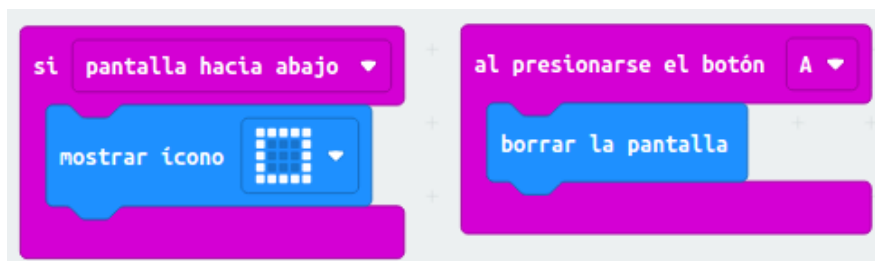 si pantalla hacia abajo
mostrar ícono
al presionarse el botón A
borrar la pantalla